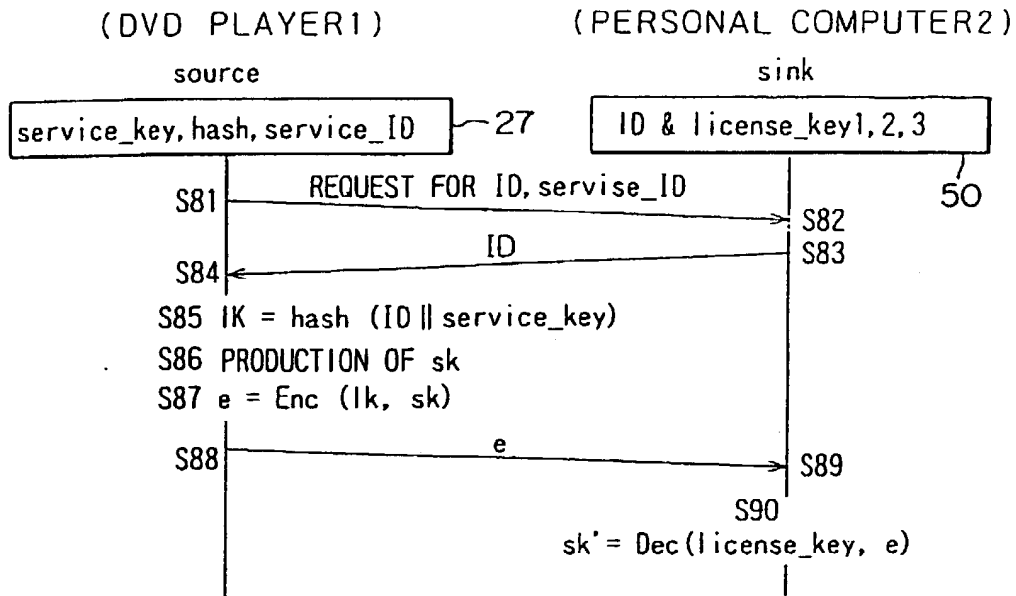 (DVD PLAYER1)
(PERSONAL COMPUTER2)
source
sink
service_key, hash, service_ID
27
ID & license_key1, 2, 3
50
S81
REQUEST FOR ID, servise_ID
S82
ID
S83
S84
S85 lK = hash (ID || service_key)
S86 PRODUCTION OF sk
S87 e = Enc (lk, sk)
S88
e
S89
S90
sk' = Dec(license_key, e)